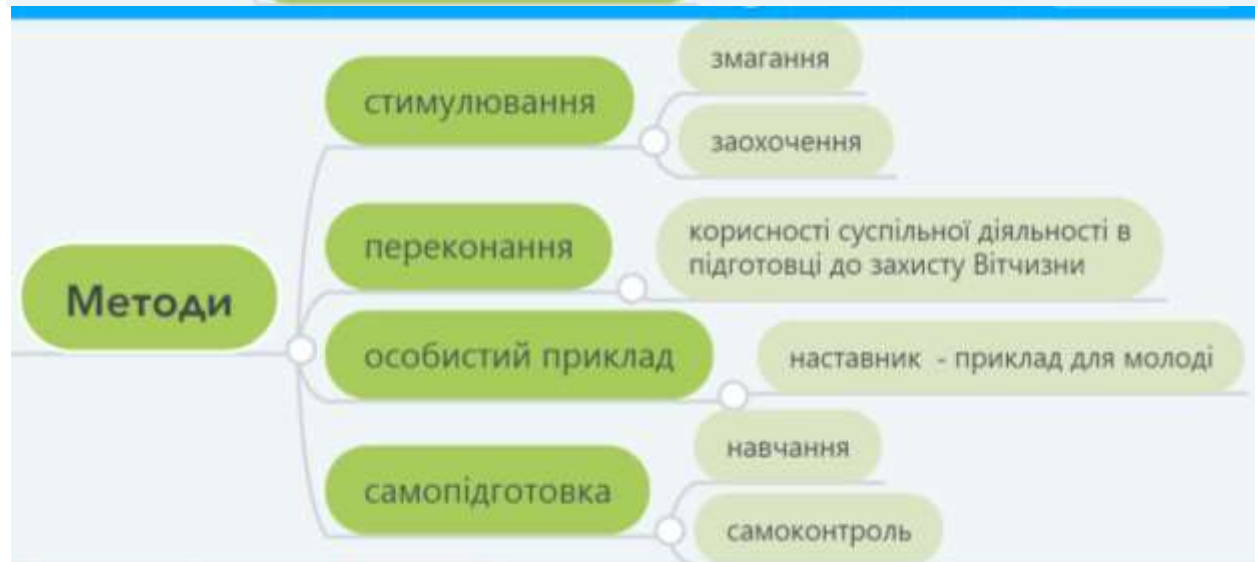 Методи
стимулювання
змагання
заохочення
переконання
корисності суспільної діяльності в
підготовці до захисту Вітчизни
особистий приклад
наставник - приклад для молоді
самопідготовка
навчання
самоконтроль